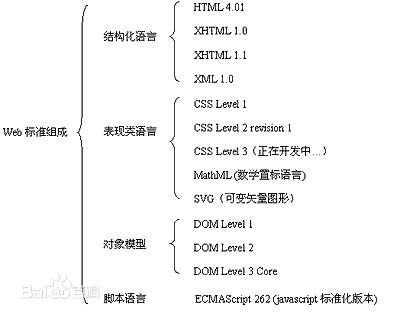 Web 标准组成
结构化语言
HTML 4.01
XHTML 1.0
XHTML 1.1
XML 1.0
表现类语言
CSS Level 1
CSS Level 2 revision 1
CSS Level 3（正在开发中…）
MathML (数学置标语言)
SVG（可变矢量图形）
对象模型
DOM Level 1
DOM Level 2
DOM Level 3 Core
脚本语言
ECMAScript 262 (javascript 标准化版本)
Bai百科